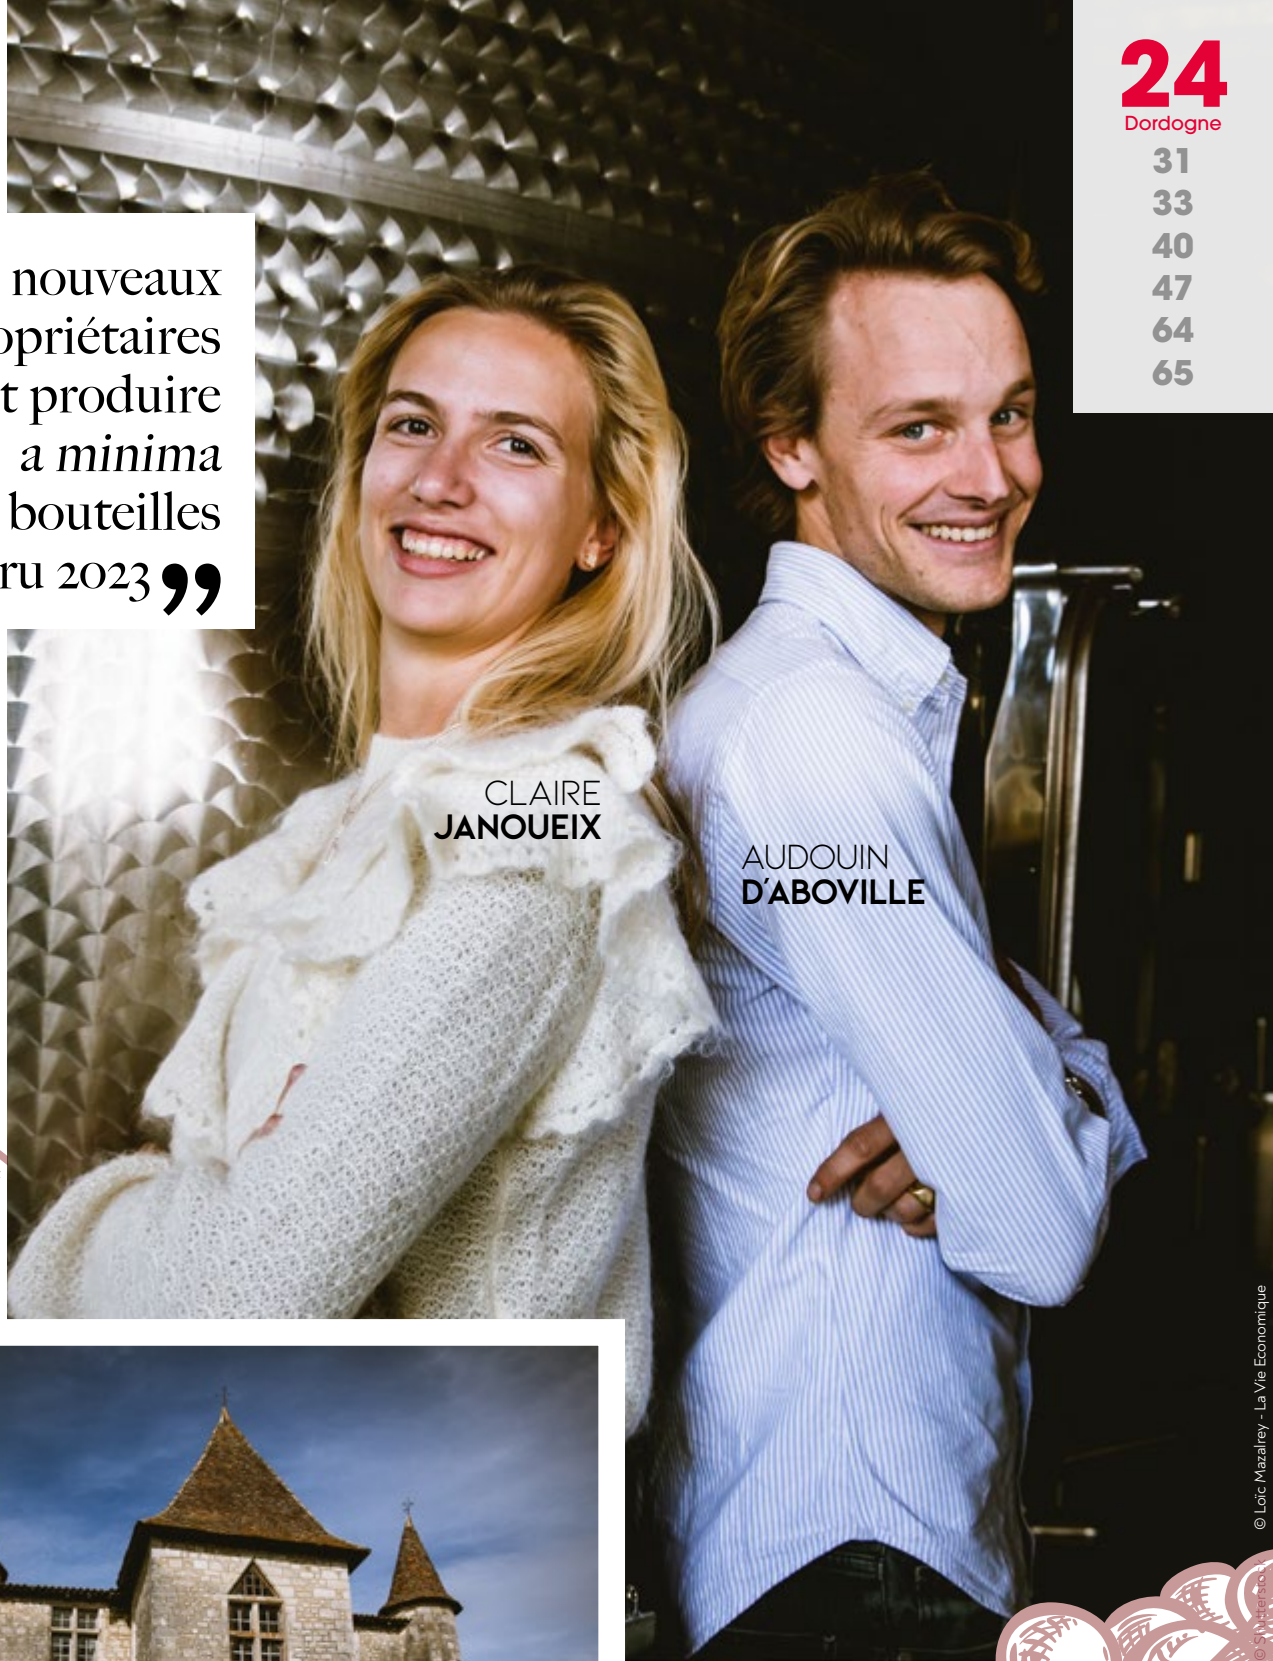 24
Dordogne
31
33
40
47
64
65
nouveaux
opriétaires
t produire
a minima
bouteilles
ru 2023 ”
CLAIRE
JANOUEIX
AUDOUIN
D’ABOVILLE
© Loïc Mazalrey - La Vie Economique
© Shutterstock